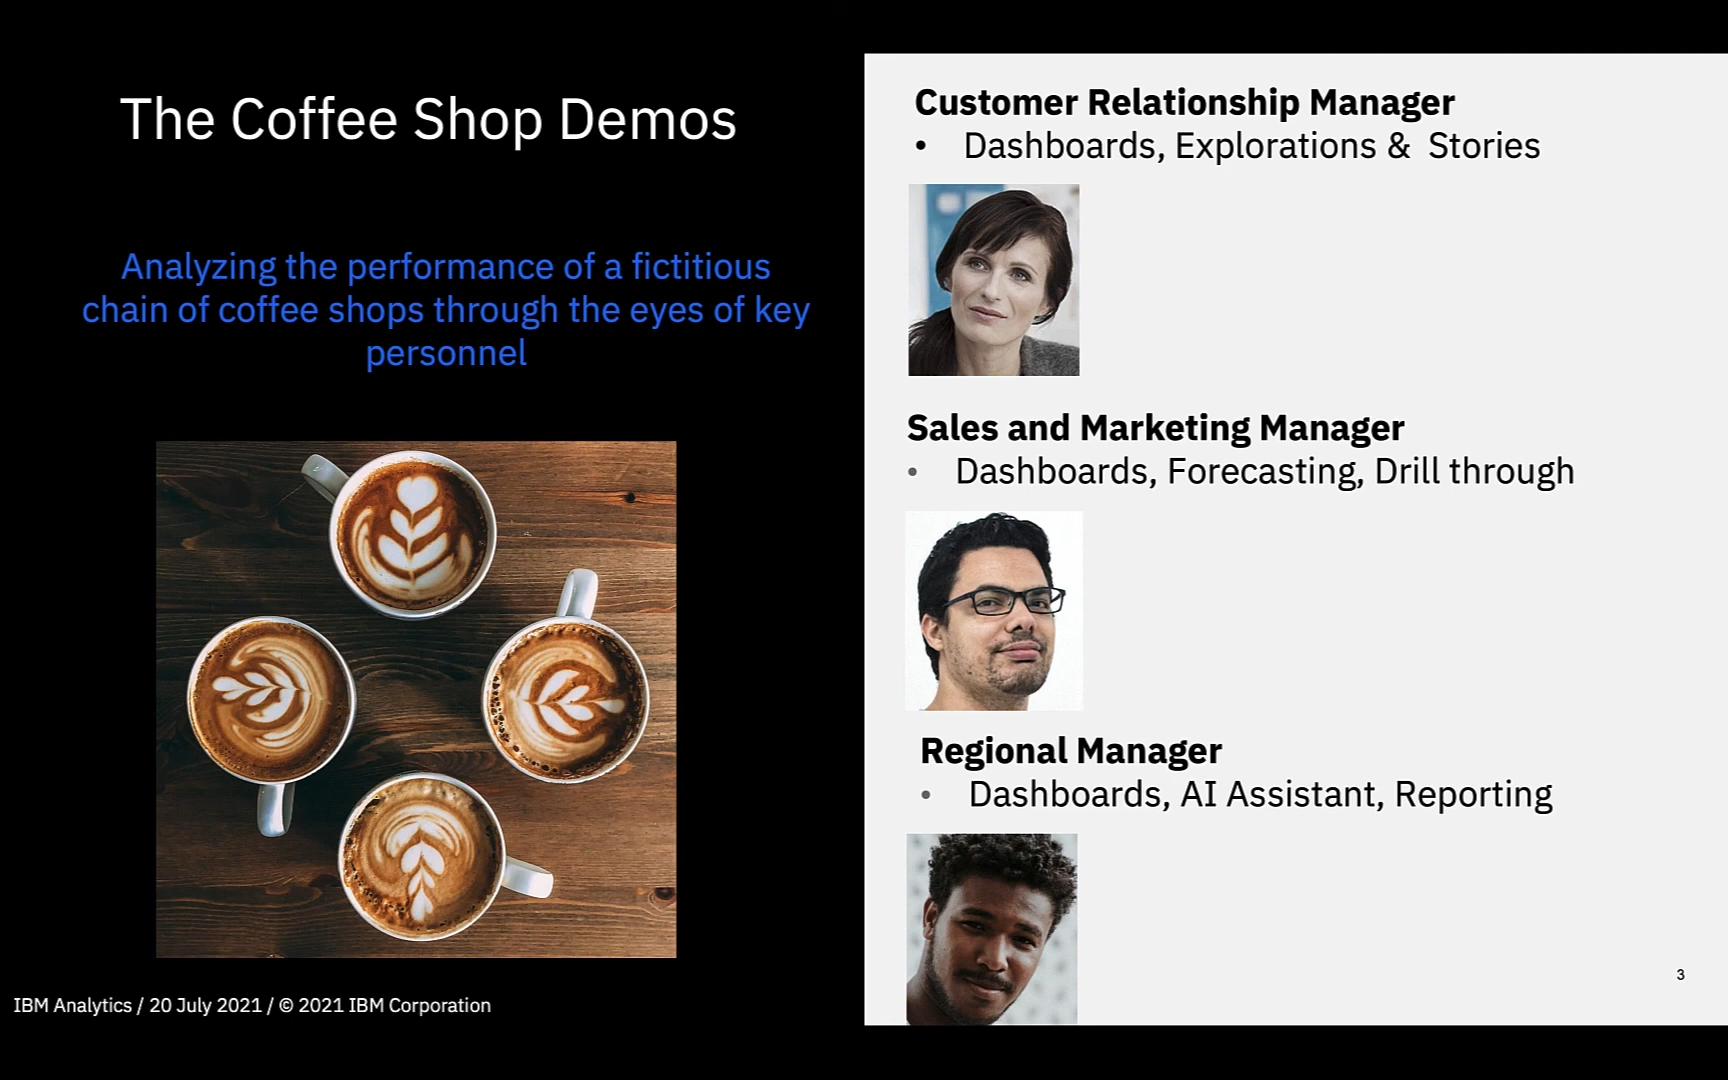 The Coffee Shop Demos
Analyzing the performance of a fictitious
chain of coffee shops through the eyes of key
personnel
IBM Analytics / 20 July 2021 / © 2021 IBM Corporation
Customer Relationship Manager
• Dashboards, Explorations & Stories
Sales and Marketing Manager
• Dashboards, Forecasting, Drill through
Regional Manager
• Dashboards, AI Assistant, Reporting
3